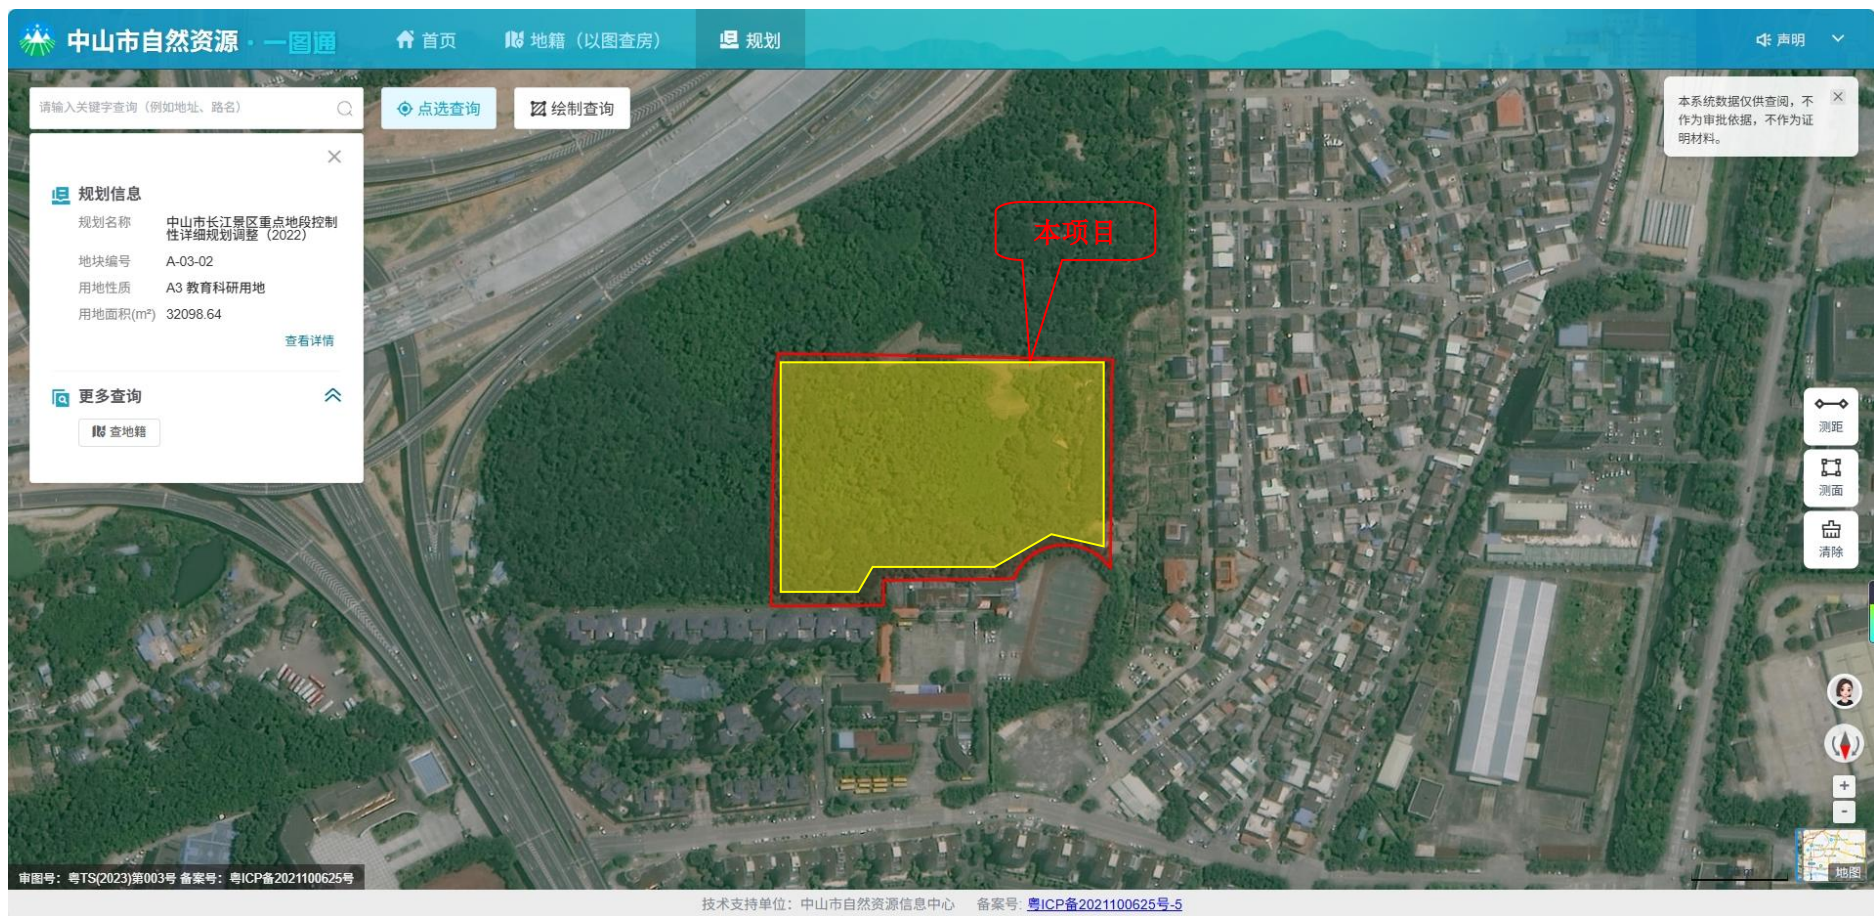 中山市自然资源·一图通
首页
地籍（以图查房）
规划
声明
请输入关键字查询（例如地址、路名）
点选查询
绘制查询
本系统数据仅供查阅，不
作为审批依据，不作为证
明材料。
规划信息
规划名称 中山市长江景区重点地段控制
性详细规划调整（2022）
地块编号 A-03-02
用地性质 A3 教育科研用地
用地面积(m²) 32098.64
查看详情
更多查询
查地籍
本项目
测距
测面
清除
+
-
地图
审图号：粤TS(2023)第003号 备案号：粤ICP备2021100625号
技术支持单位：中山市自然资源信息中心 备案号: 粤ICP备2021100625号-5